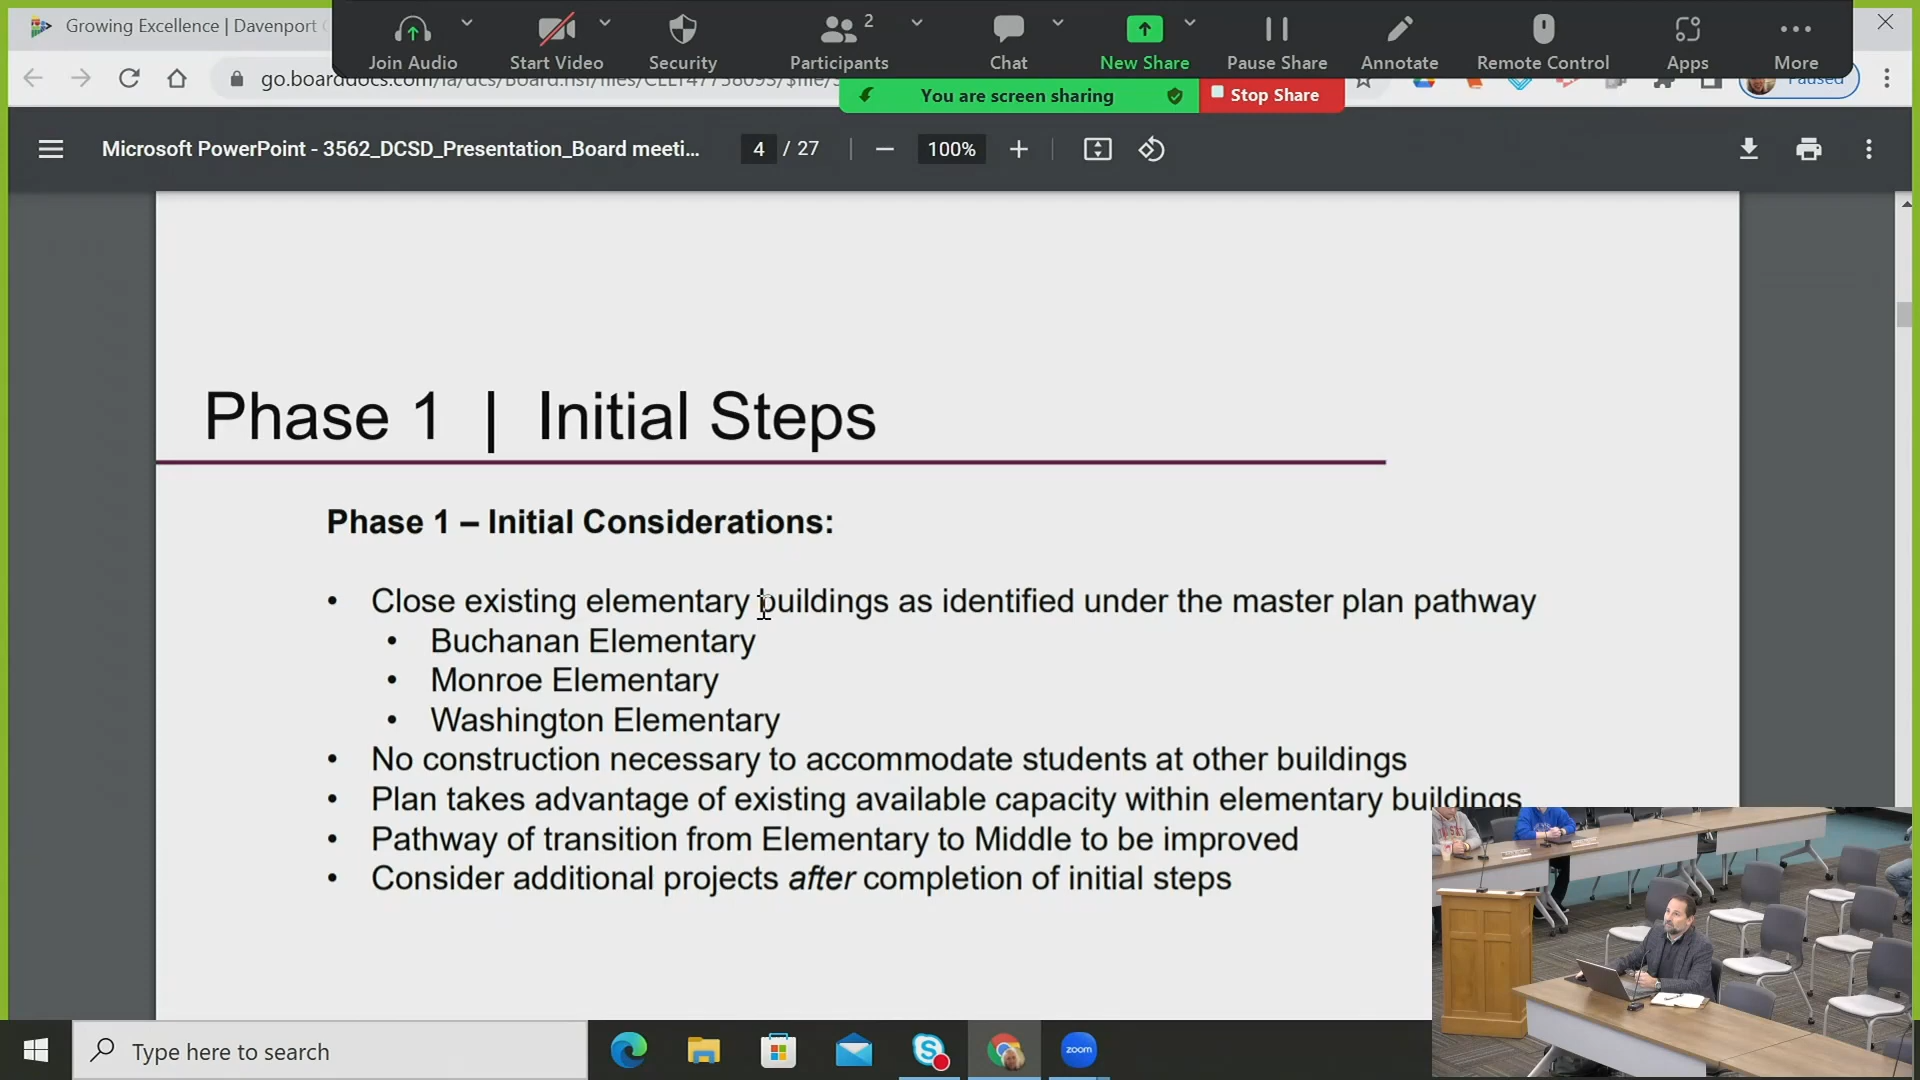 Growing Excellence | Davenport
Join Audio
Start Video
Security
2
Participants
Chat
New Share
Pause Share
Annotate
Remote Control
Apps
More
You are screen sharing
Stop Share
Paused
Microsoft PowerPoint - 3562_DCSD_Presentation_Board meeti...
4 / 27
100%
Phase 1 | Initial Steps
Phase 1 – Initial Considerations:
• Close existing elementary buildings as identified under the master plan pathway
• Buchanan Elementary
• Monroe Elementary
• Washington Elementary
• No construction necessary to accommodate students at other buildings
• Plan takes advantage of existing available capacity within elementary buildings
• Pathway of transition from Elementary to Middle to be improved
• Consider additional projects after completion of initial steps
Type here to search
zoom